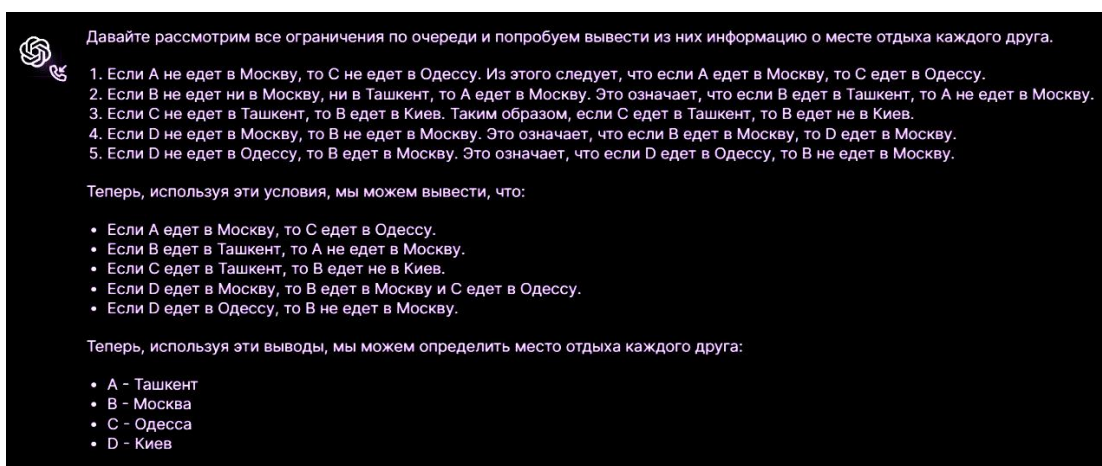 Давайте рассмотрим все ограничения по очереди и попробуем вывести из них информацию о месте отдыха каждого друга.
1. Если A не едет в Москву, то C не едет в Одессу. Из этого следует, что если A едет в Москву, то C едет в Одессу.
2. Если B не едет ни в Москву, ни в Ташкент, то A едет в Москву. Это означает, что если B едет в Ташкент, то A не едет в Москву.
3. Если C не едет в Ташкент, то B едет в Киев. Таким образом, если C едет в Ташкент, то B едет не в Киев.
4. Если D не едет в Москву, то B не едет в Москву. Это означает, что если B едет в Москву, то D едет в Москву.
5. Если D не едет в Одессу, то B едет в Москву. Это означает, что если D едет в Одессу, то B не едет в Москву.
Теперь, используя эти условия, мы можем вывести, что:
• Если A едет в Москву, то C едет в Одессу.
• Если B едет в Ташкент, то A не едет в Москву.
• Если C едет в Ташкент, то B едет не в Киев.
• Если D едет в Москву, то B едет в Москву и C едет в Одессу.
• Если D едет в Одессу, то B не едет в Москву.
Теперь, используя эти выводы, мы можем определить место отдыха каждого друга:
• A - Ташкент
• B - Москва
• C - Одесса
• D - Киев